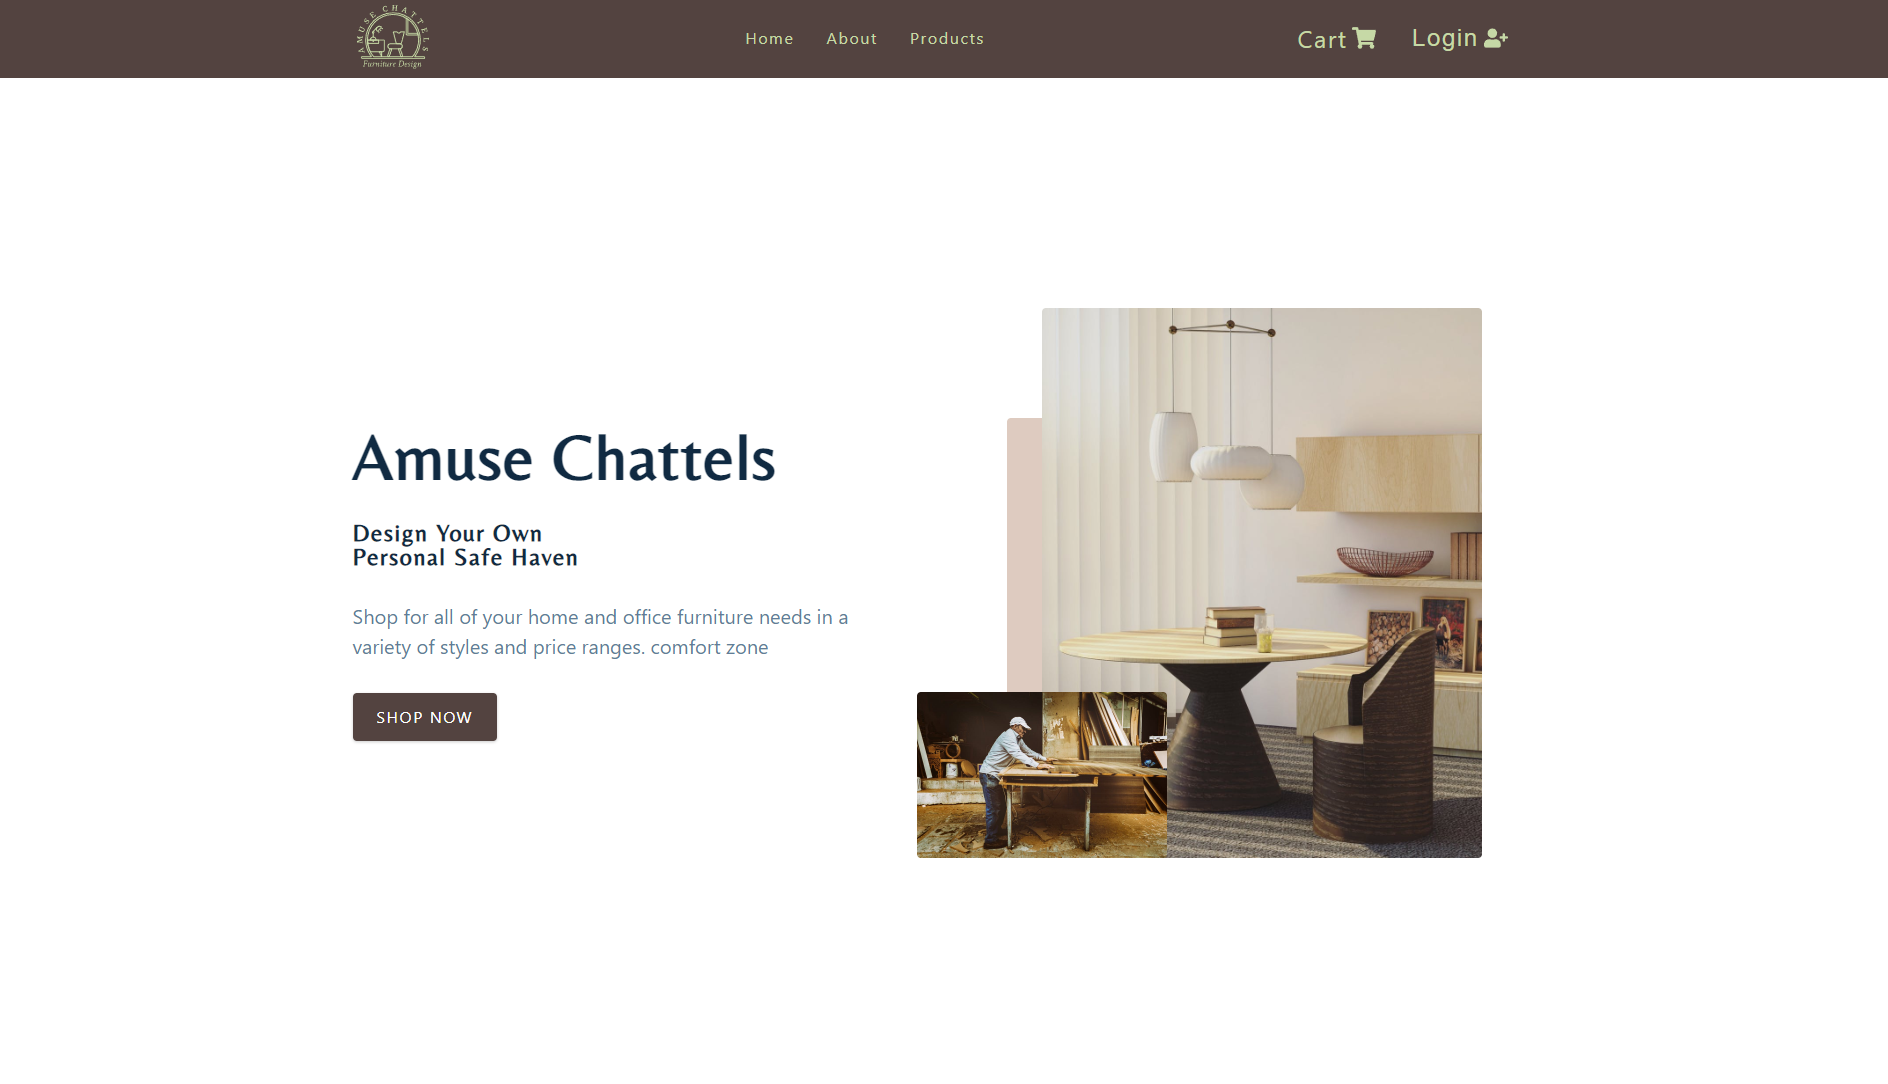 AMUSE CHATTELS
Furniture Design
Home About Products
Cart Login
Amuse Chattels
Design Your Own
Personal Safe Haven
Shop for all of your home and office furniture needs in a
variety of styles and price ranges. comfort zone
SHOP NOW